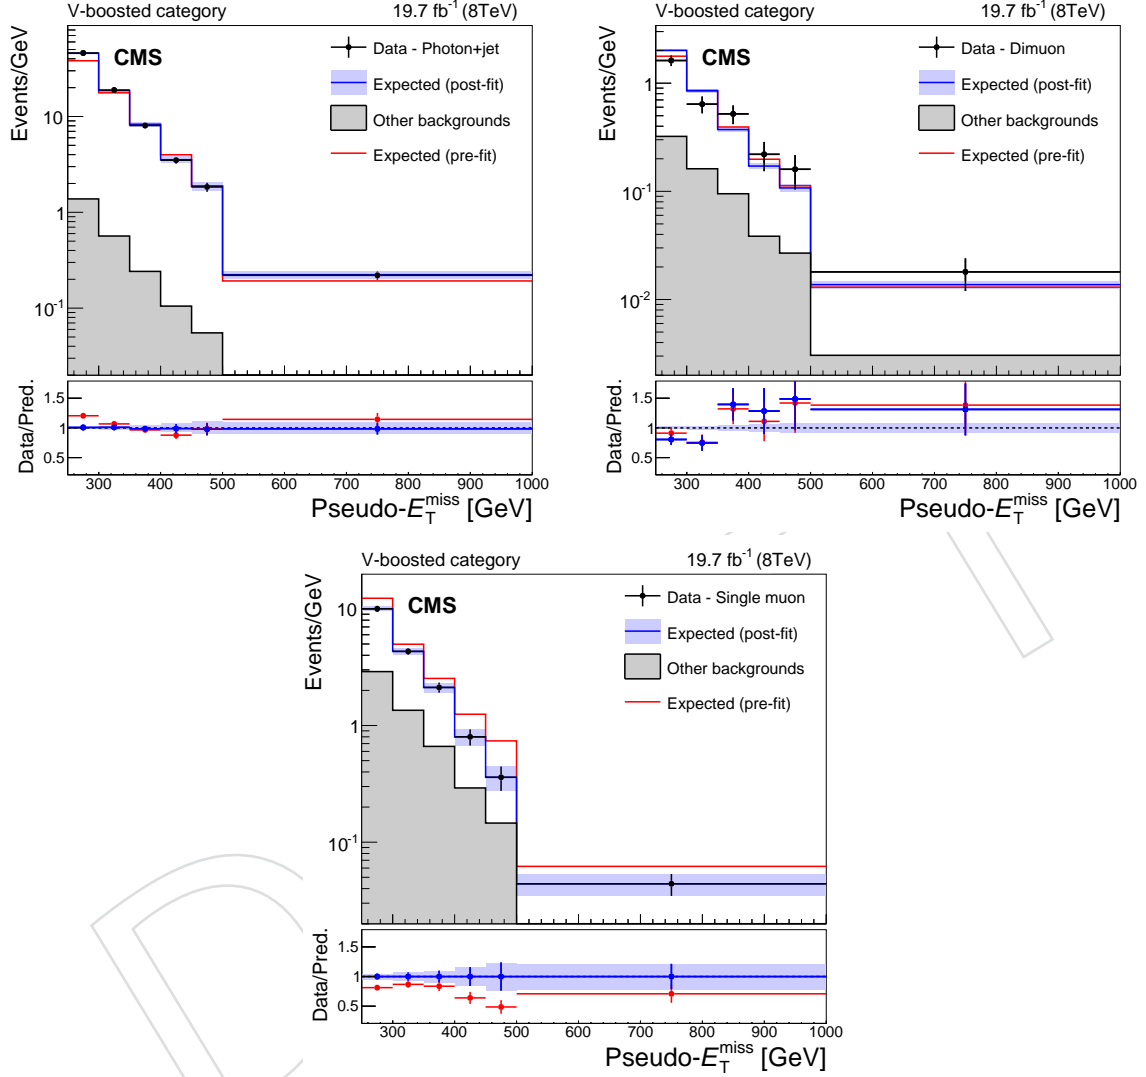 V-boosted category 19.7 fb⁻¹ (8TeV)
CMS
Data - Photon+jet
Expected (post-fit)
Other backgrounds
Expected (pre-fit)
Events/GeV
10
1
10⁻¹
Data/Pred.
1.5
1
0.5
300 400 500 600 700 800 900 1000
Pseudo-E_T^miss [GeV]
V-boosted category 19.7 fb⁻¹ (8TeV)
CMS
Data - Dimuon
Expected (post-fit)
Other backgrounds
Expected (pre-fit)
Events/GeV
1
10⁻¹
10⁻²
Data/Pred.
1.5
1
0.5
300 400 500 600 700 800 900 1000
Pseudo-E_T^miss [GeV]
V-boosted category 19.7 fb⁻¹ (8TeV)
CMS
Data - Single muon
Expected (post-fit)
Other backgrounds
Expected (pre-fit)
Events/GeV
10
1
10⁻¹
Data/Pred.
1.5
1
0.5
300 400 500 600 700 800 900 1000
Pseudo-E_T^miss [GeV]